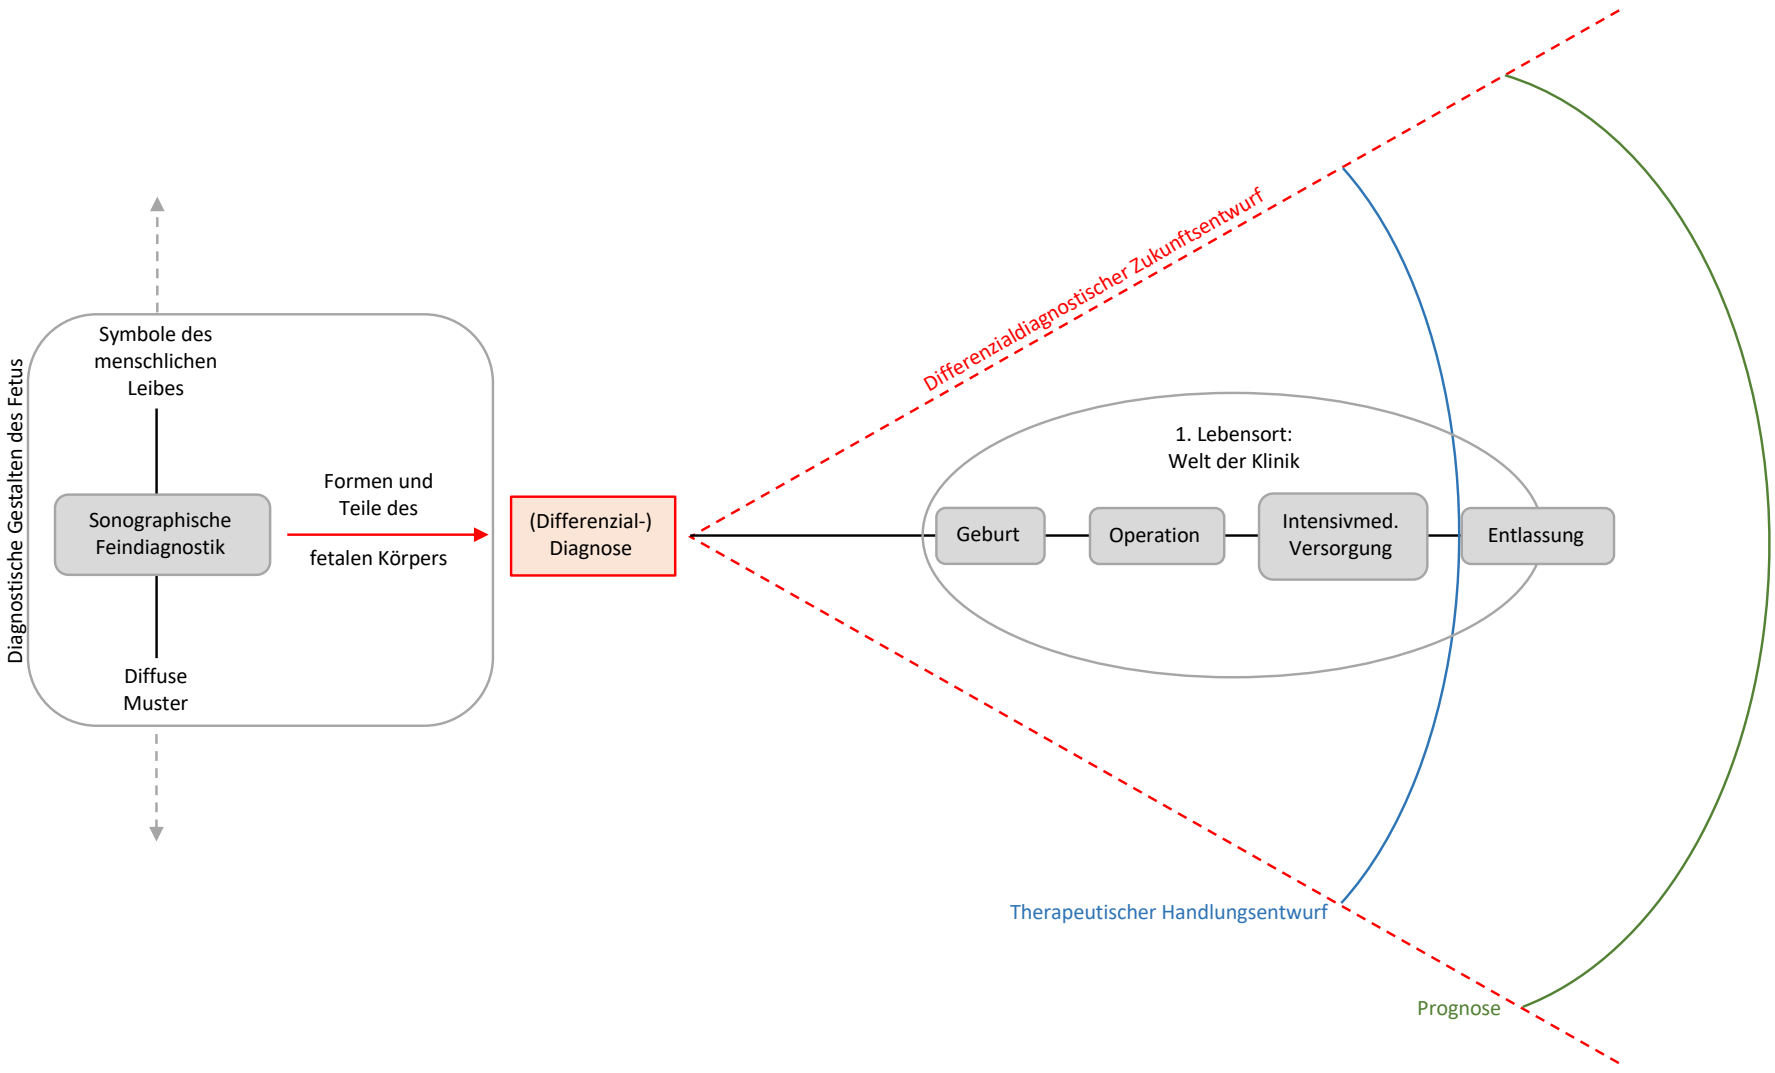 Diagnostische Gestalten des Fetus
Symbole des
menschlichen
Leibes
Sonographische
Feindiagnostik
Diffuse
Muster
Formen und
Teile des
fetalen Körpers
(Differenzial-)
Diagnose
Differenzialdiagnostischer Zukunftsentwurf
1. Lebensort:
Welt der Klinik
Geburt
Operation
Intensivmed.
Versorgung
Entlassung
Therapeutischer Handlungsentwurf
Prognose